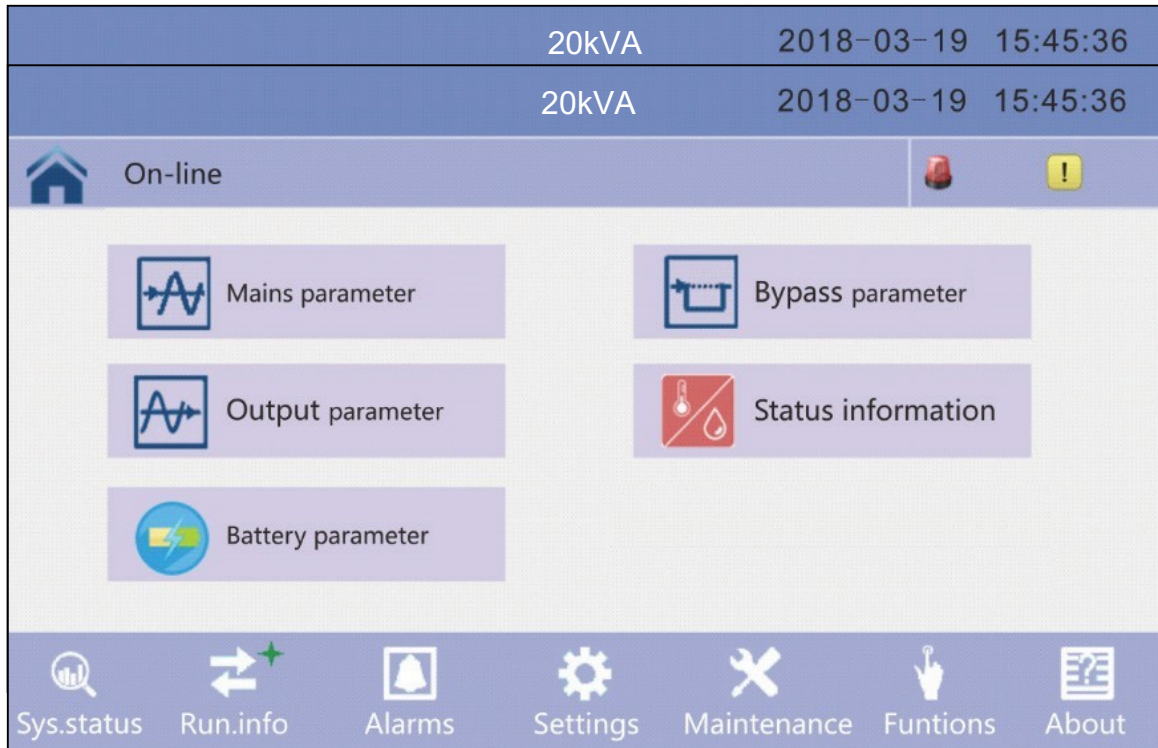 20kVA 2018-03-19 15:45:36
20kVA 2018-03-19 15:45:36
On-line !
Mains parameter Bypass parameter
Output parameter Status information
Battery parameter
?
Sys.status Run.info Alarms Settings Maintenance Funtions About